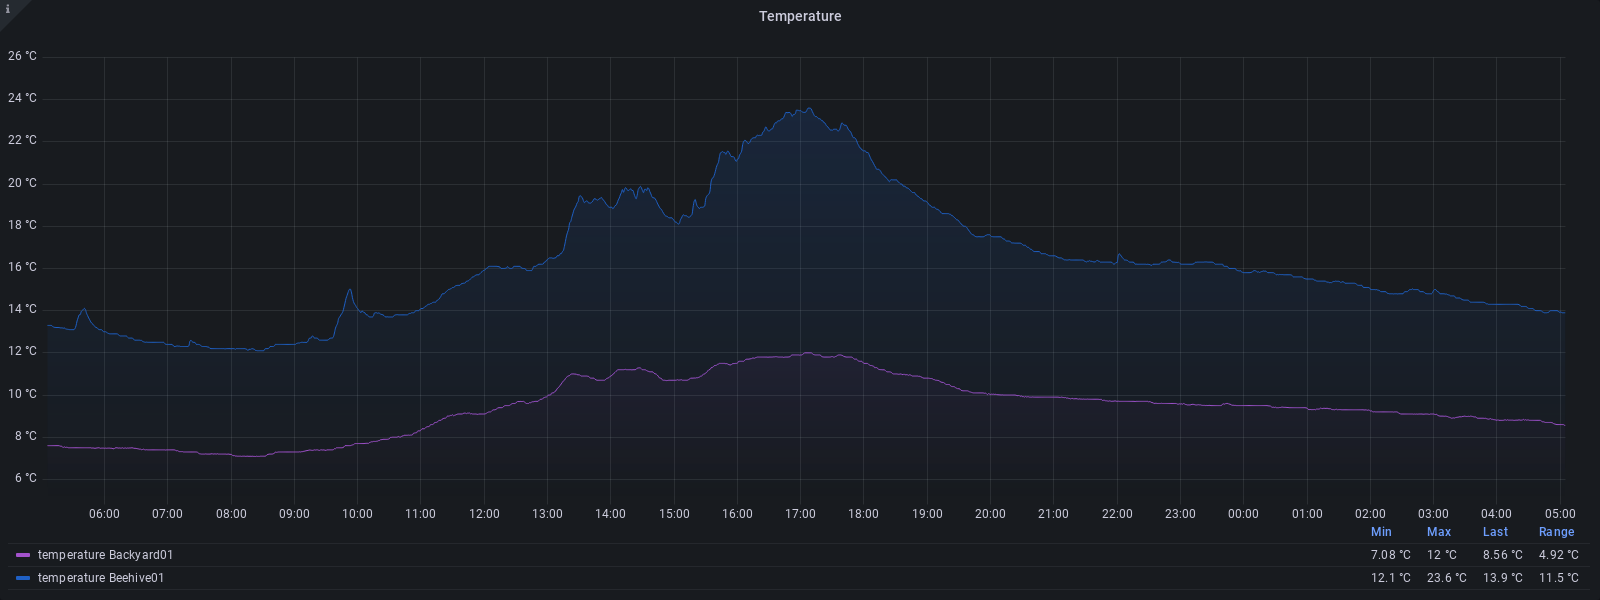 i
Temperature
26 °C
24 °C
22 °C
20 °C
18 °C
16 °C
14 °C
12 °C
10 °C
8 °C
6 °C
06:00 07:00 08:00 09:00 10:00 11:00 12:00 13:00 14:00 15:00 16:00 17:00 18:00 19:00 20:00 21:00 22:00 23:00 00:00 01:00 02:00 03:00 04:00 05:00
Min Max Last Range
temperature Backyard01 7.08 °C 12 °C 8.56 °C 4.92 °C
temperature Beehive01 12.1 °C 23.6 °C 13.9 °C 11.5 °C